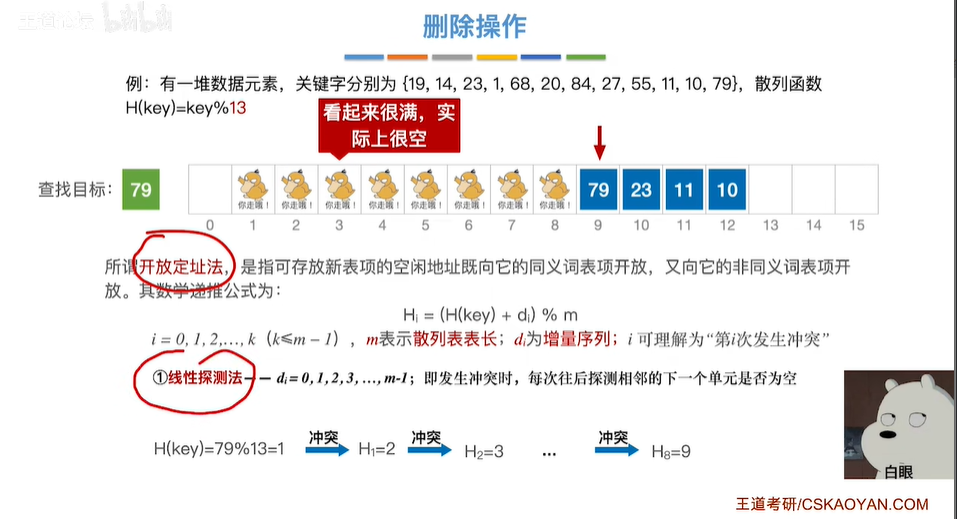 王道论坛 bilibili
删除操作
例：有一堆数据元素，关键字分别为 {19, 14, 23, 1, 68, 20, 84, 27, 55, 11, 10, 79}，散列函数
H(key)=key%13
看起来很满，实
际上很空
查找目标： 79
你走哦！ 你走哦！ 你走哦！ 你走哦！ 你走哦！ 你走哦！ 你走哦！ 你走哦！ 79 23 11 10
0 1 2 3 4 5 6 7 8 9 10 11 12 13 14 15
所谓开放定址法，是指可存放新表项的空闲地址既向它的同义词表项开放，又向它的非同义词表项开
放。其数学递推公式为：
Hᵢ = (H(key) + dᵢ) % m
i = 0, 1, 2,…, k（k≤m − 1），m表示散列表表长；dᵢ为增量序列；i 可理解为“第i次发生冲突”
①线性探测法—— dᵢ= 0, 1, 2, 3, …, m-1；即发生冲突时，每次往后探测相邻的下一个单元是否为空
冲突 冲突 冲突
H(key)=79%13=1 H₁=2 H₂=3 … H₈=9
白眼
王道考研/CSKAOYAN.COM